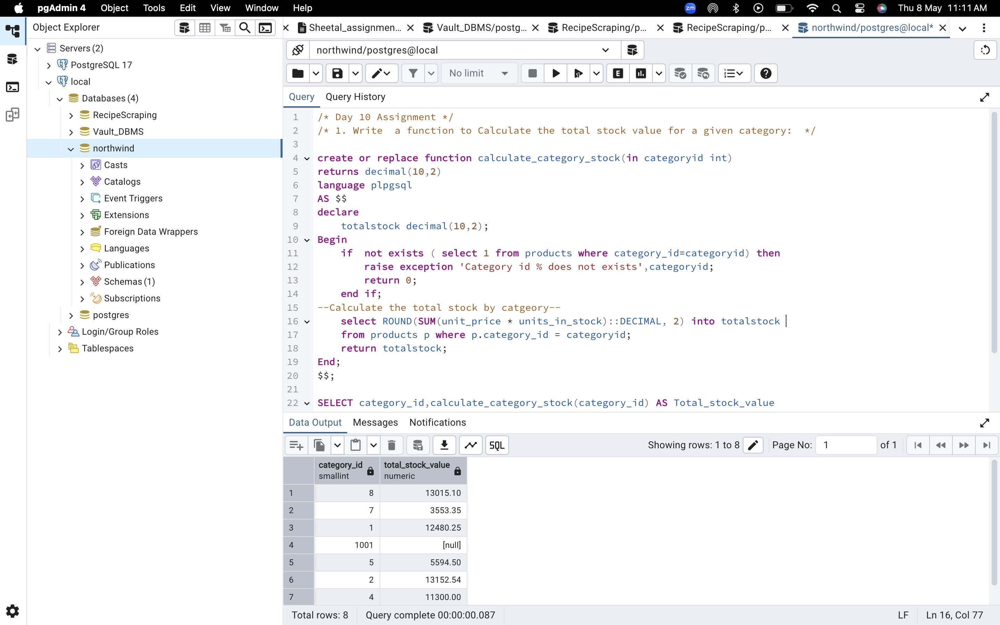 pgAdmin 4 Object Tools Edit View Window Help zm Thu 8 May 11:11 AM
Object Explorer
Sheetal_assignmen... Vault_DBMS/postg... RecipeScraping/p... RecipeScraping/p... northwind/postgres@local*
Servers (2)
PostgreSQL 17
local
Databases (4)
RecipeScraping
Vault_DBMS
northwind
Casts
Catalogs
Event Triggers
Extensions
Foreign Data Wrappers
Languages
Publications
Schemas (1)
Subscriptions
postgres
Login/Group Roles
Tablespaces
northwind/postgres@local
No limit E
Query Query History
1 /* Day 10 Assignment */
2 /* 1. Write  a function to Calculate the total stock value for a given category:  */
3
4 create or replace function calculate_category_stock(in categoryid int)
5 returns decimal(10,2)
6 language plpgsql
7 AS $$
8 declare
9     totalstock decimal(10,2);
10 Begin
11     if  not exists ( select 1 from products where category_id=categoryid) then
12         raise exception 'Category id % does not exists',categoryid;
13         return 0;
14     end if;
15 --Calculate the total stock by catgeory--
16     select ROUND(SUM(unit_price * units_in_stock)::DECIMAL, 2) into totalstock
17     from products p where p.category_id = categoryid;
18     return totalstock;
19 End;
20 $$;
21
22 SELECT category_id,calculate_category_stock(category_id) AS Total_stock_value
Data Output Messages Notifications
SQL Showing rows: 1 to 8 Page No: 1 of 1
category_id total_stock_value
smallint numeric
1 8 13015.10
2 7 3553.35
3 1 12480.25
4 1001 [null]
5 5 5594.50
6 2 13152.54
7 4 11300.00
Total rows: 8 Query complete 00:00:00.087 LF Ln 16, Col 77